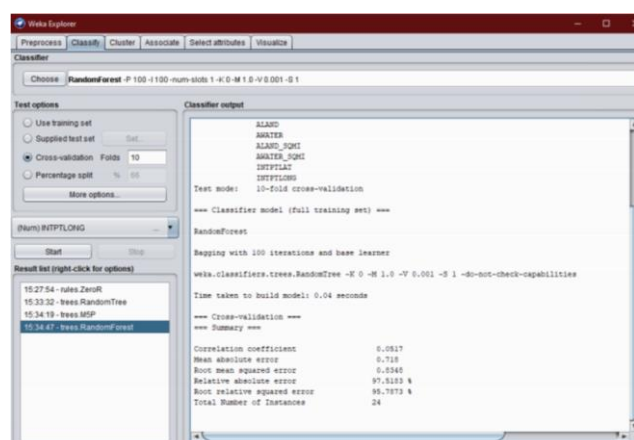 Weka Explorer
Preprocess Classify Cluster Associate Select attributes Visualize
Classifier
Choose RandomForest -P 100 -I 100 -num-slots 1 -K 0 -M 1.0 -V 0.001 -S 1
Test options
Use training set
Supplied test set Set...
Cross-validation Folds 10
Percentage split % 66
More options...
(Num) INTPTLONG
Start Stop
Result list (right-click for options)
15:27:54 - rules.ZeroR
15:33:32 - trees.RandomTree
15:34:19 - trees.M5P
15:34:47 - trees.RandomForest
Classifier output
ALAND
AWATER
ALAND_SQMI
AWATER_SQMI
INTPTLAT
INTPTLONG
Test mode: 10-fold cross-validation
=== Classifier model (full training set) ===
RandomForest
Bagging with 100 iterations and base learner
weka.classifiers.trees.RandomTree -K 0 -M 1.0 -V 0.001 -S 1 -do-not-check-capabilities
Time taken to build model: 0.04 seconds
=== Cross-validation ===
=== Summary ===
Correlation coefficient 0.0517
Mean absolute error 0.718
Root mean squared error
Relative absolute error 97.5183 %
Root relative squared error 95.7873 %
Total Number of Instances 24